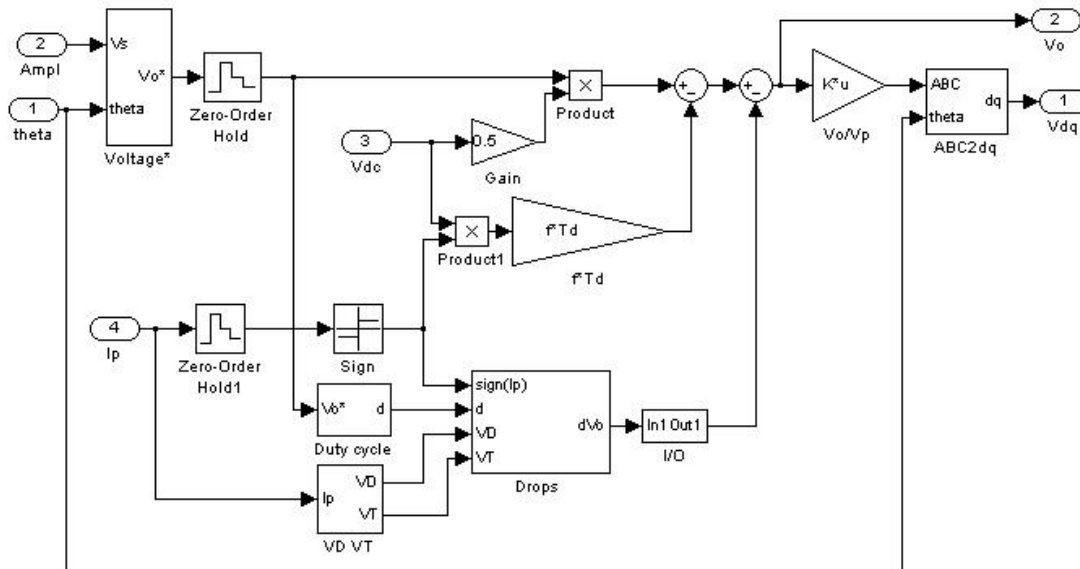 2
Ampl
1
theta
Vs
Vo*
theta
Voltage*
Zero-Order
Hold
3
Vdc
0.5
Gain
×
Product
×
Product1
f*Td
f*Td
+
−
+
−
K*u
Vo/Vp
ABC
dq
theta
ABC2dq
2
Vo
1
Vdq
4
Ip
Zero-Order
Hold1
Sign
Vo*
d
Duty cycle
Ip
VD
VT
VD VT
sign(Ip)
d
VD
VT
dVo
Drops
In1 Out1
I/O